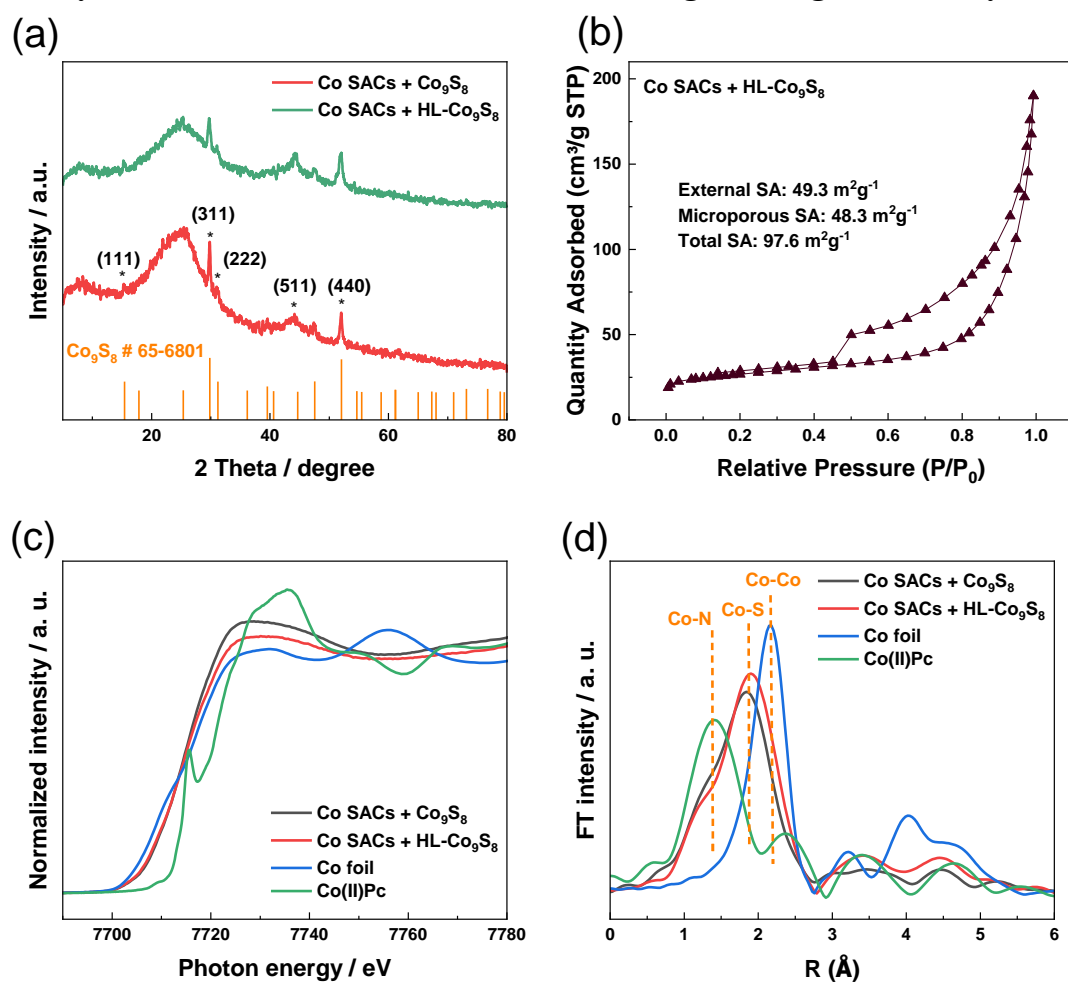 (a)
Co SACs + Co₉S₈
Co SACs + HL-Co₉S₈
(111)
*
(311)
*
(222)
*
(511)
*
(440)
*
Co₉S₈ # 65-6801
Intensity / a.u.
20 40 60 80
2 Theta / degree
(b)
Co SACs + HL-Co₉S₈
External SA: 49.3 m²g⁻¹
Microporous SA: 48.3 m²g⁻¹
Total SA: 97.6 m²g⁻¹
Quantity Adsorbed (cm³/g STP)
200
150
100
50
0
0.0 0.2 0.4 0.6 0.8 1.0
Relative Pressure (P/P₀)
(c)
Co SACs + Co₉S₈
Co SACs + HL-Co₉S₈
Co foil
Co(II)Pc
Normalized intensity / a. u.
7700 7720 7740 7760 7780
Photon energy / eV
(d)
Co-N
Co-S
Co-Co
Co SACs + Co₉S₈
Co SACs + HL-Co₉S₈
Co foil
Co(II)Pc
FT intensity / a. u.
0 1 2 3 4 5 6
R (Å)